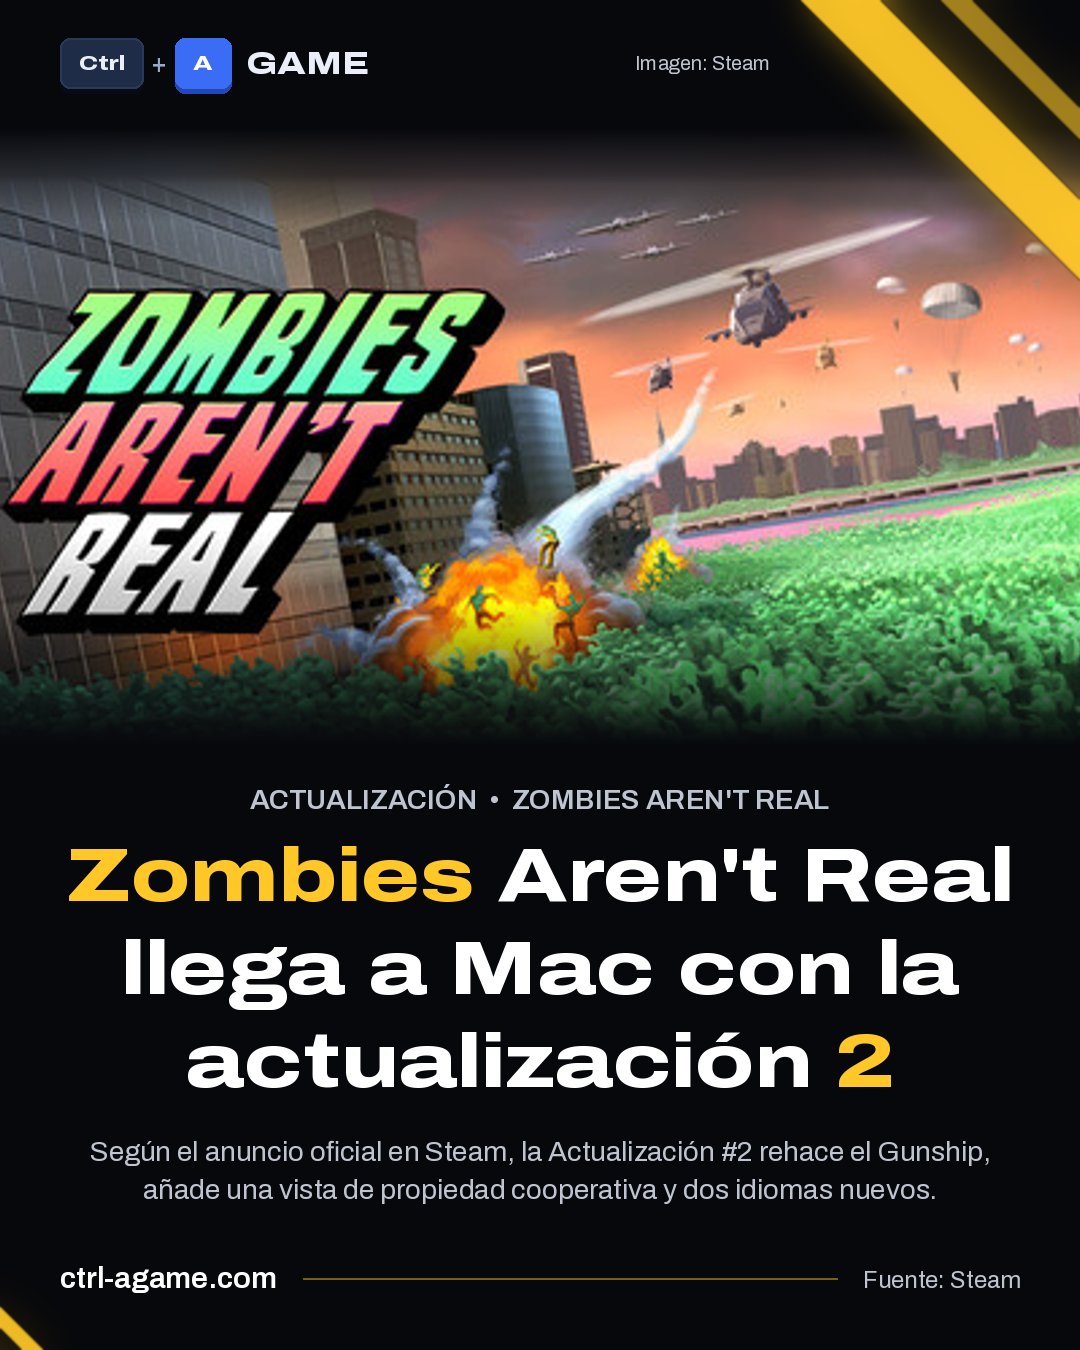 Ctrl + A GAME
Imagen: Steam
ZOMBIES
AREN'T
REAL
ACTUALIZACIÓN • ZOMBIES AREN'T REAL
Zombies Aren't Real
llega a Mac con la
actualización 2
Según el anuncio oficial en Steam, la Actualización #2 rehace el Gunship,
añade una vista de propiedad cooperativa y dos idiomas nuevos.
ctrl-agame.com
Fuente: Steam